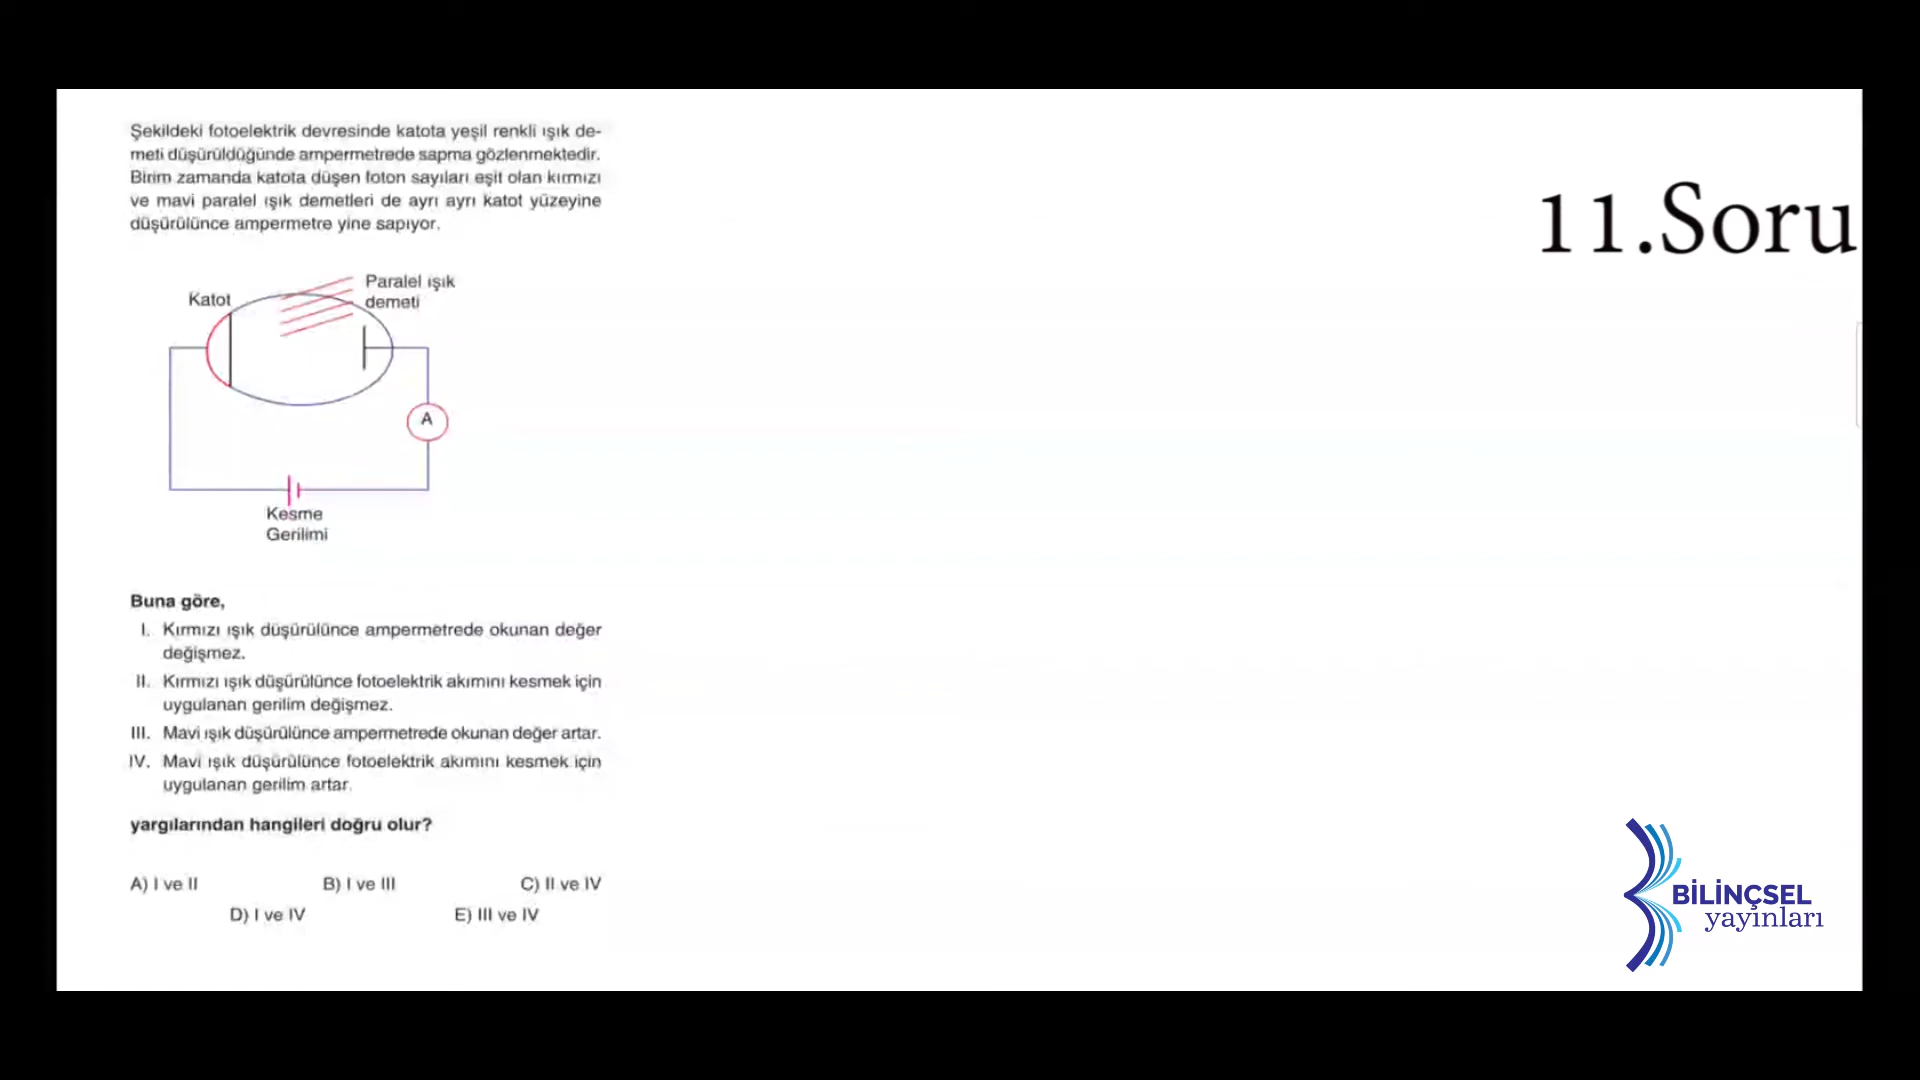 Şekildeki fotoelektrik devresinde katota yeşil renkli ışık de-
meti düşürüldüğünde ampermetrede sapma gözlenmektedir.
Birim zamanda katota düşen foton sayıları eşit olan kırmızı
ve mavi paralel ışık demetleri de ayrı ayrı katot yüzeyine
düşürülünce ampermetre yine sapıyor.
11.Soru
Katot
Paralel ışık
demeti
A
Kesme
Gerilimi
Buna göre,
I. Kırmızı ışık düşürülünce ampermetrede okunan değer
değişmez.
II. Kırmızı ışık düşürülünce fotoelektrik akımını kesmek için
uygulanan gerilim değişmez.
III. Mavi ışık düşürülünce ampermetrede okunan değer artar.
IV. Mavi ışık düşürülünce fotoelektrik akımını kesmek için
uygulanan gerilim artar.
yargılarından hangileri doğru olur?
A) I ve II B) I ve III C) II ve IV
D) I ve IV E) III ve IV
BİLİNÇSEL
yayınları